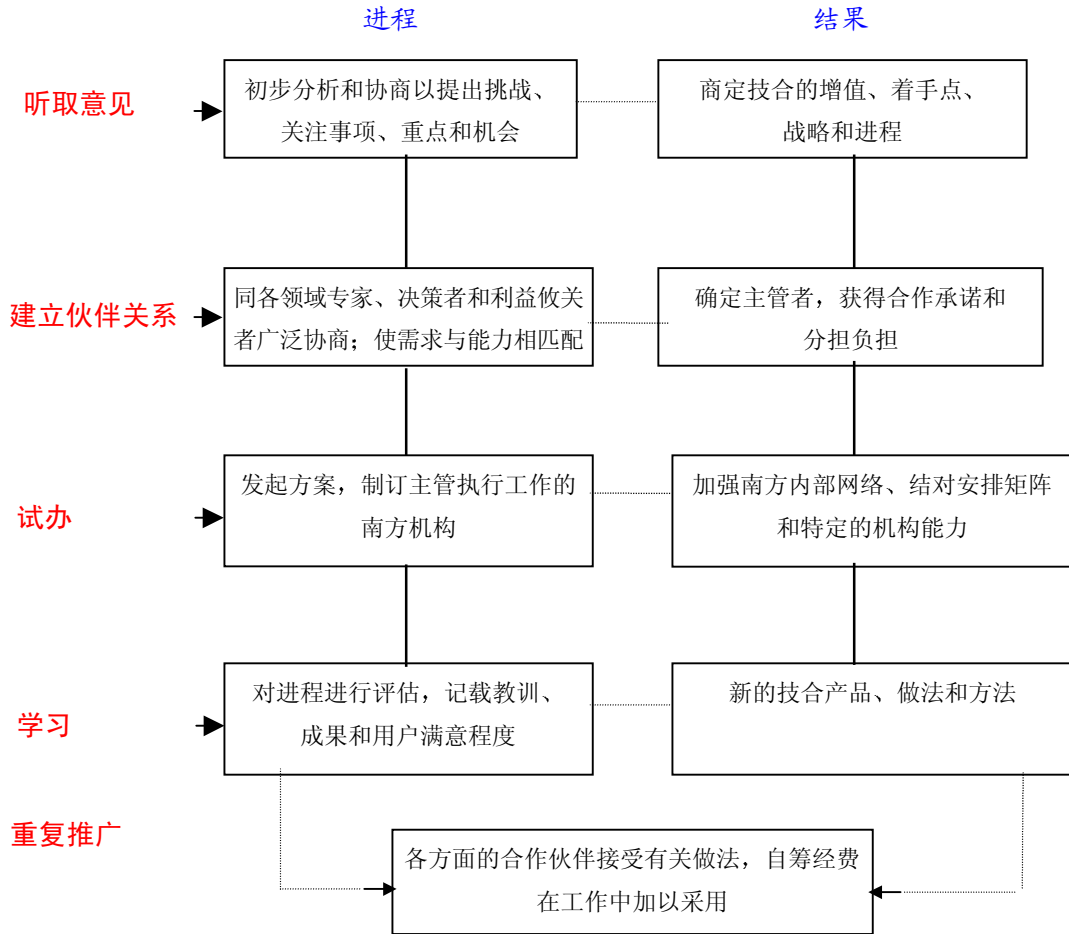 进程
结果
听取意见
初步分析和协商以提出挑战、
关注事项、重点和机会
商定技合的增值、着手点、
战略和进程
建立伙伴关系
同各领域专家、决策者和利益攸关
者广泛协商；使需求与能力相匹配
确定主管者，获得合作承诺和
分担负担
试办
发起方案，制订主管执行工作的
南方机构
加强南方内部网络、结对安排矩阵
和特定的机构能力
学习
对进程进行评估，记载教训、
成果和用户满意程度
新的技合产品、做法和方法
重复推广
各方面的合作伙伴接受有关做法，自筹经费
在工作中加以采用